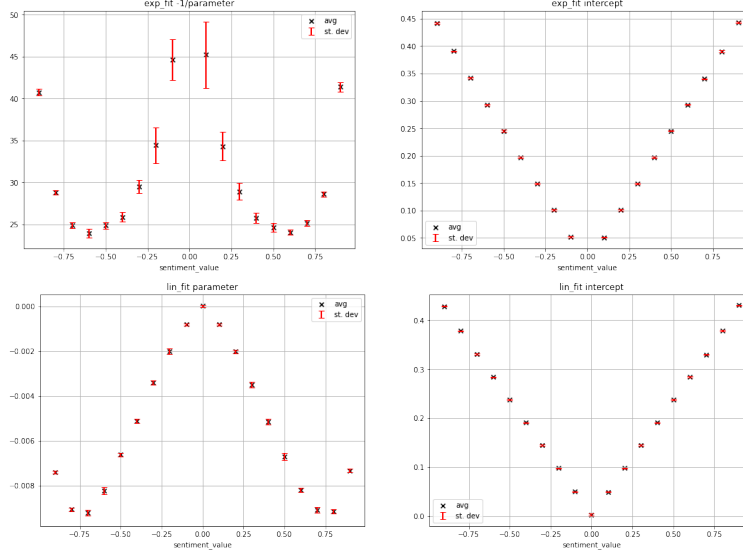 exp_fit -1/parameter
50
45
40
35
30
25
−0.75 −0.50 −0.25 0.00 0.25 0.50 0.75
sentiment_value
avg
st. dev
exp_fit intercept
0.45
0.40
0.35
0.30
0.25
0.20
0.15
0.10
0.05
avg
st. dev
−0.75 −0.50 −0.25 0.00 0.25 0.50 0.75
sentiment_value
lin_fit parameter
0.000
−0.002
−0.004
−0.006
−0.008
avg
st. dev
−0.75 −0.50 −0.25 0.00 0.25 0.50 0.75
sentiment_value
lin_fit intercept
0.4
0.3
0.2
0.1
0.0
avg
st. dev
−0.75 −0.50 −0.25 0.00 0.25 0.50 0.75
sentiment_value